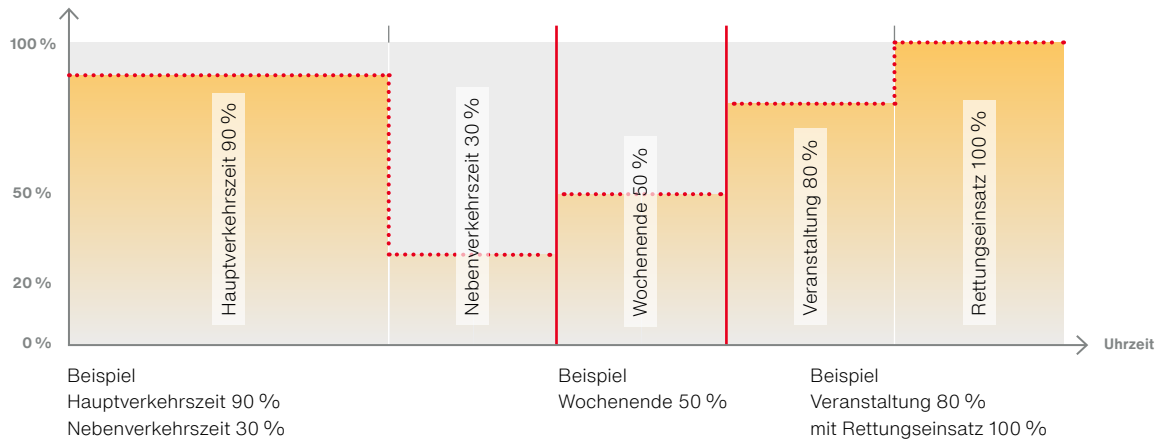 100 %
50 %
20 %
0 %
Hauptverkehrszeit 90 %
Nebenverkehrszeit 30 %
Wochenende 50 %
Veranstaltung 80 %
Rettungseinsatz 100 %
Uhrzeit
Beispiel
Hauptverkehrszeit 90 %
Nebenverkehrszeit 30 %
Beispiel
Wochenende 50 %
Beispiel
Veranstaltung 80 %
mit Rettungseinsatz 100 %